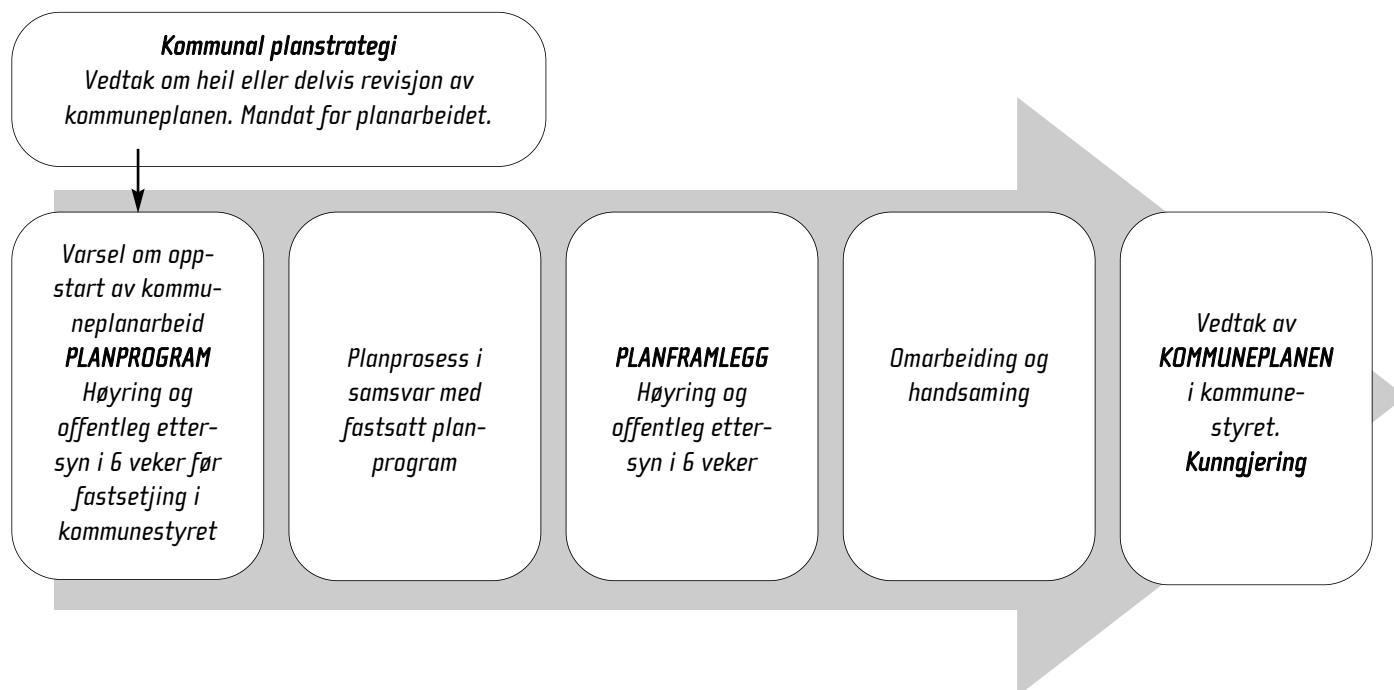 Kommunal planstrategi
Vedtak om heil eller delvis revisjon av
kommuneplanen. Mandat for planarbeidet.
Varsel om opp-
start av kommu-
neplanarbeid
PLANPROGRAM
Høyring og
offentleg etter-
syn i 6 veker før
fastsetjing i
kommunestyret
Planprosess i
samsvar med
fastsatt plan-
program
PLANFRAMLEGG
Høyring og
offentleg etter-
syn i 6 veker
Omarbeiding og
handsaming
Vedtak av
KOMMUNEPLANEN
i kommune-
styret.
Kunngjering